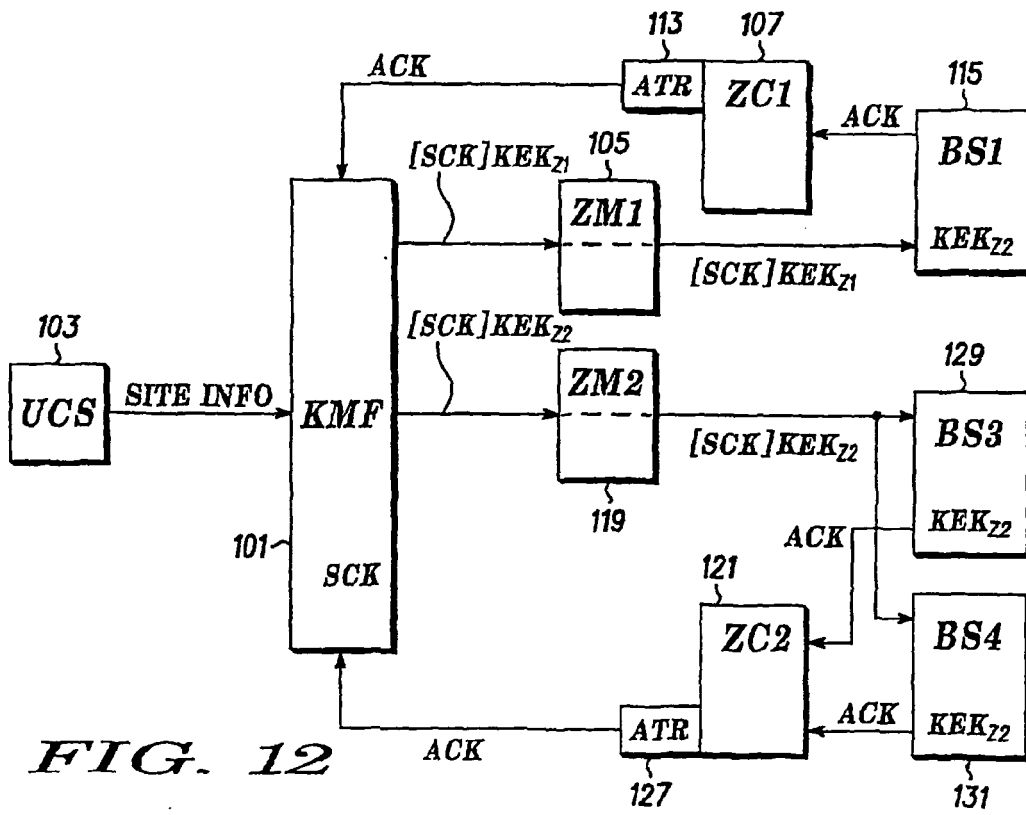 113
107
ACK
ATR
ZC1
115
ACK
BS1
[SCK]KEKZ1
105
ZM1
KEKZ2
[SCK]KEKZ1
[SCK]KEKZ2
103
129
ZM2
UCS
SITE INFO
KMF
BS3
[SCK]KEKZ2
119
KEKZ2
ACK
101
121
SCK
ZC2
BS4
ACK
KEKZ2
ATR
ACK
FIG. 12
127
131